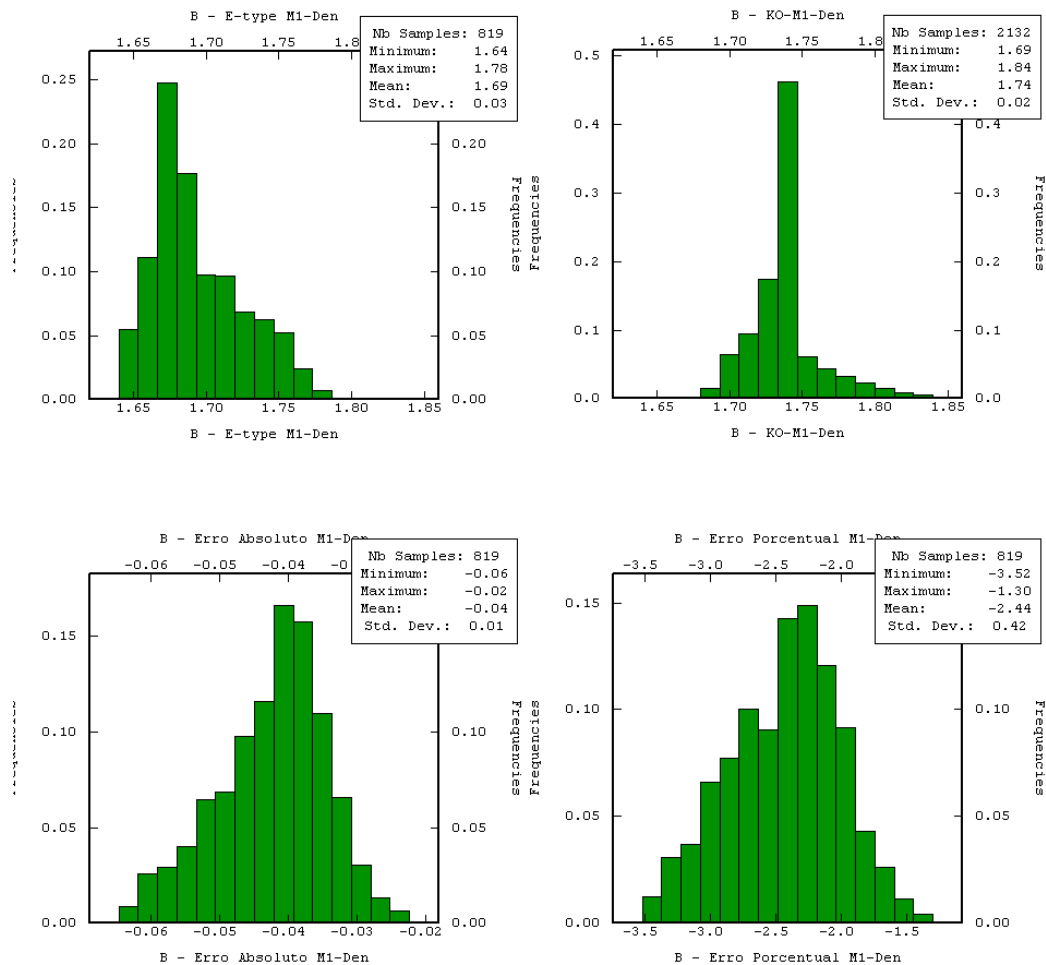 B - E-type M1-Den
1.65 1.70 1.75 1.80
Nb Samples: 819
Minimum: 1.64
Maximum: 1.78
Mean: 1.69
Std. Dev.: 0.03
0.25
0.20 0.20
0.15
0.10 0.10
0.05 0.05
0.00 0.00
Frequencies
1.65 1.70 1.75 1.80 1.85
B - E-type M1-Den
B - KO-M1-Den
1.65 1.70 1.75
Nb Samples: 2132
Minimum: 1.69
Maximum: 1.84
Mean: 1.74
Std. Dev.: 0.02
0.5
0.4 0.4
0.3 0.3
0.2 0.2
0.1 0.1
0.0 0.0
Frequencies
Frequencies
1.65 1.70 1.75 1.80 1.85
B - KO-M1-Den
B - Erro Absoluto M1-Den
-0.06 -0.05 -0.04
Nb Samples: 819
Minimum: -0.06
Maximum: -0.02
Mean: -0.04
Std. Dev.: 0.01
0.15
0.10 0.10
0.05 0.05
0.00 0.00
Frequencies
-0.06 -0.05 -0.04 -0.03 -0.02
B - Erro Absoluto M1-Den
B - Erro Porcentual M1-Den
-3.5 -3.0 -2.5 -2.0
Nb Samples: 819
Minimum: -3.52
Maximum: -1.30
Mean: -2.44
Std. Dev.: 0.42
0.15
0.10 0.10
0.05 0.05
0.00 0.00
Frequencies
Frequencies
-3.5 -3.0 -2.5 -2.0 -1.5
B - Erro Porcentual M1-Den